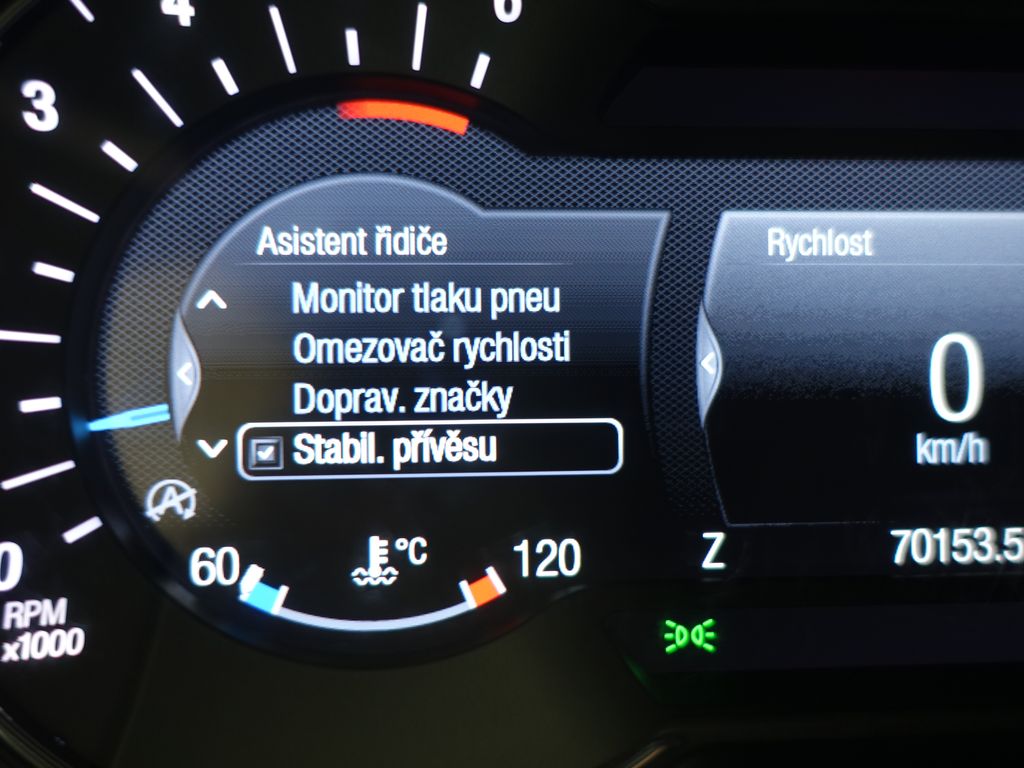 4
6
3
Asistent řidiče
Rychlost
Monitor tlaku pneu
Omezovač rychlosti
0
Doprav. značky
km/h
Stabil. přívěsu
A
60
°C
120
Z
70153.5
0
RPM
x1000